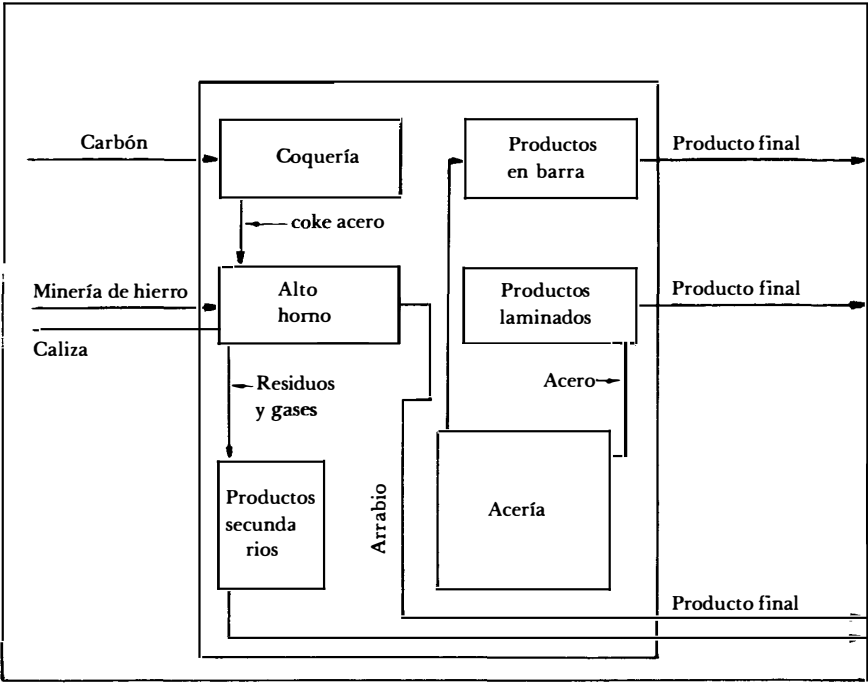 Carbón
Coquería
Productos
en barra
Producto final
coke acero
Minería de hierro
Caliza
Alto
horno
Productos
laminados
Producto final
Residuos
y gases
Acero
Productos
secunda
rios
Arrabio
Acería
Producto final